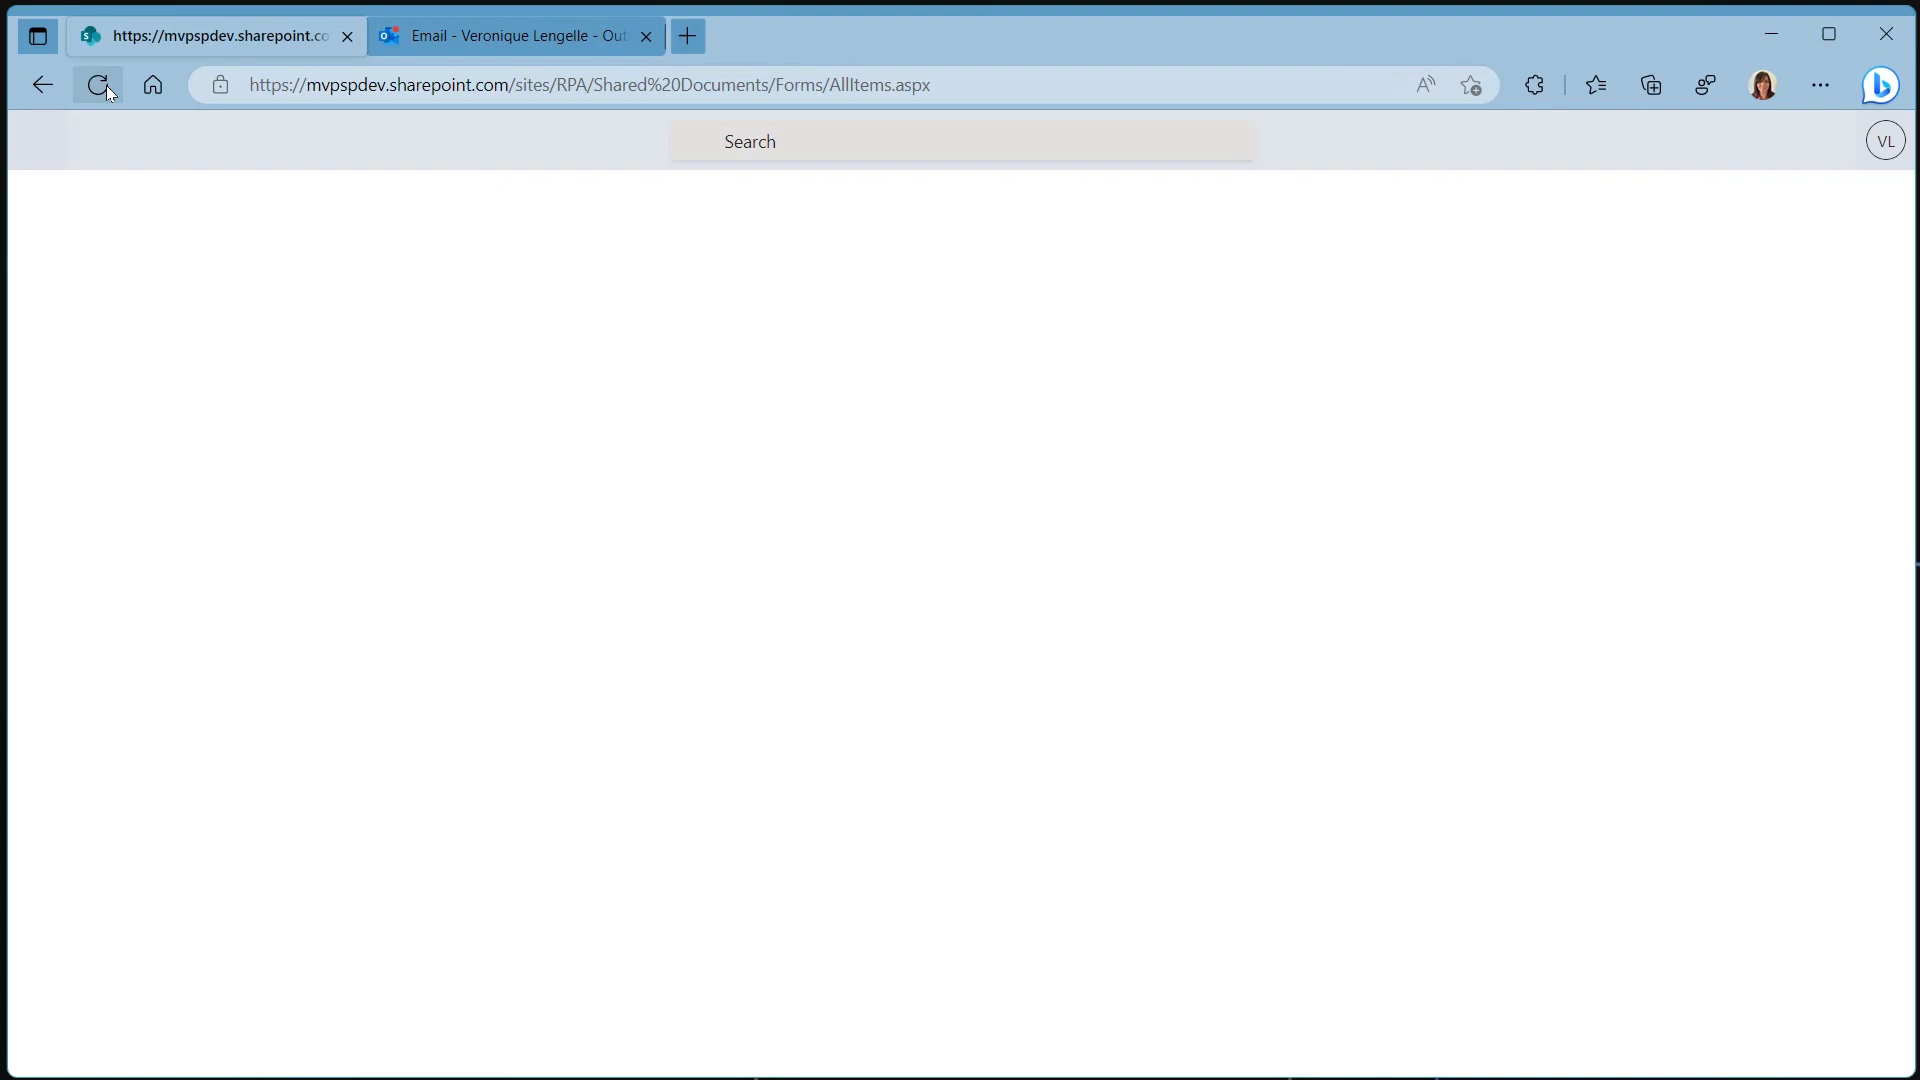 https://mvpspdev.sharepoint.co
Email - Veronique Lengelle - Out
https://mvpspdev.sharepoint.com/sites/RPA/Shared%20Documents/Forms/AllItems.aspx
Search
VL